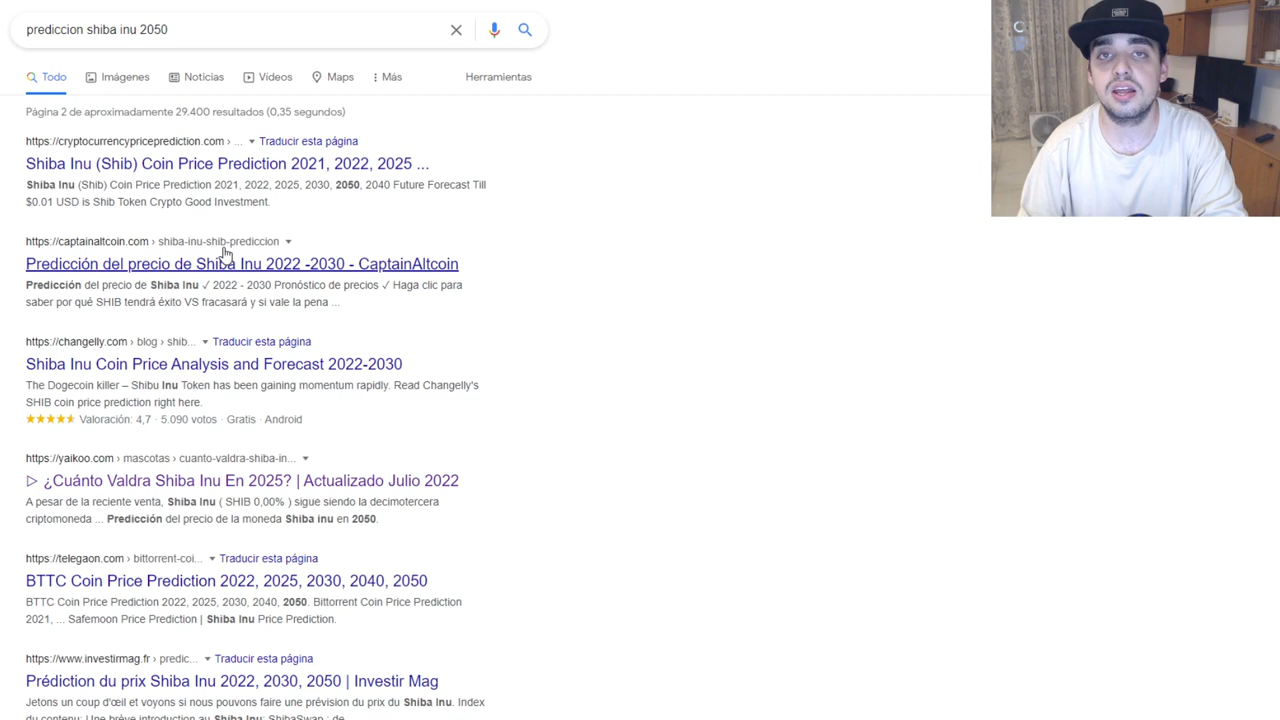 prediccion shiba inu 2050
Todo Imágenes Noticias Vídeos Maps Más Herramientas
Página 2 de aproximadamente 29.400 resultados (0,35 segundos)
https://cryptocurrencypriceprediction.com › ... Traducir esta página
Shiba Inu (Shib) Coin Price Prediction 2021, 2022, 2025 ...
Shiba Inu (Shib) Coin Price Prediction 2021, 2022, 2025, 2030, 2050, 2040 Future Forecast Till
$0.01 USD is Shib Token Crypto Good Investment.
https://captainaltcoin.com › shiba-inu-shib-prediccion
Predicción del precio de Shiba Inu 2022 -2030 - CaptainAltcoin
Predicción del precio de Shiba Inu ✓ 2022 - 2030 Pronóstico de precios ✓ Haga clic para
saber por qué SHIB tendrá éxito VS fracasará y si vale la pena ...
https://changelly.com › blog › shib... Traducir esta página
Shiba Inu Coin Price Analysis and Forecast 2022-2030
The Dogecoin killer – Shibu Inu Token has been gaining momentum rapidly. Read Changelly's
SHIB coin price prediction right here.
Valoración: 4,7 · 5.090 votos · Gratis · Android
https://yaikoo.com › mascotas › cuanto-valdra-shiba-in...
▷ ¿Cuánto Valdra Shiba Inu En 2025? | Actualizado Julio 2022
A pesar de la reciente venta, Shiba Inu ( SHIB 0,00% ) sigue siendo la decimotercera
criptomoneda ... Predicción del precio de la moneda Shiba inu en 2050.
https://telegaon.com › bittorrent-coi... Traducir esta página
BTTC Coin Price Prediction 2022, 2025, 2030, 2040, 2050
BTTC Coin Price Prediction 2022, 2025, 2030, 2040, 2050. Bittorrent Coin Price Prediction
2021, ... Safemoon Price Prediction | Shiba Inu Price Prediction.
https://www.investirmag.fr › predic... Traducir esta página
Prédiction du prix Shiba Inu 2022, 2030, 2050 | Investir Mag
Jetons un coup d'œil et voyons si nous pouvons faire une prévision du prix du Shiba Inu. Index
du contenu: Une brève introduction au Shiba Inu; ShibaSwap : de